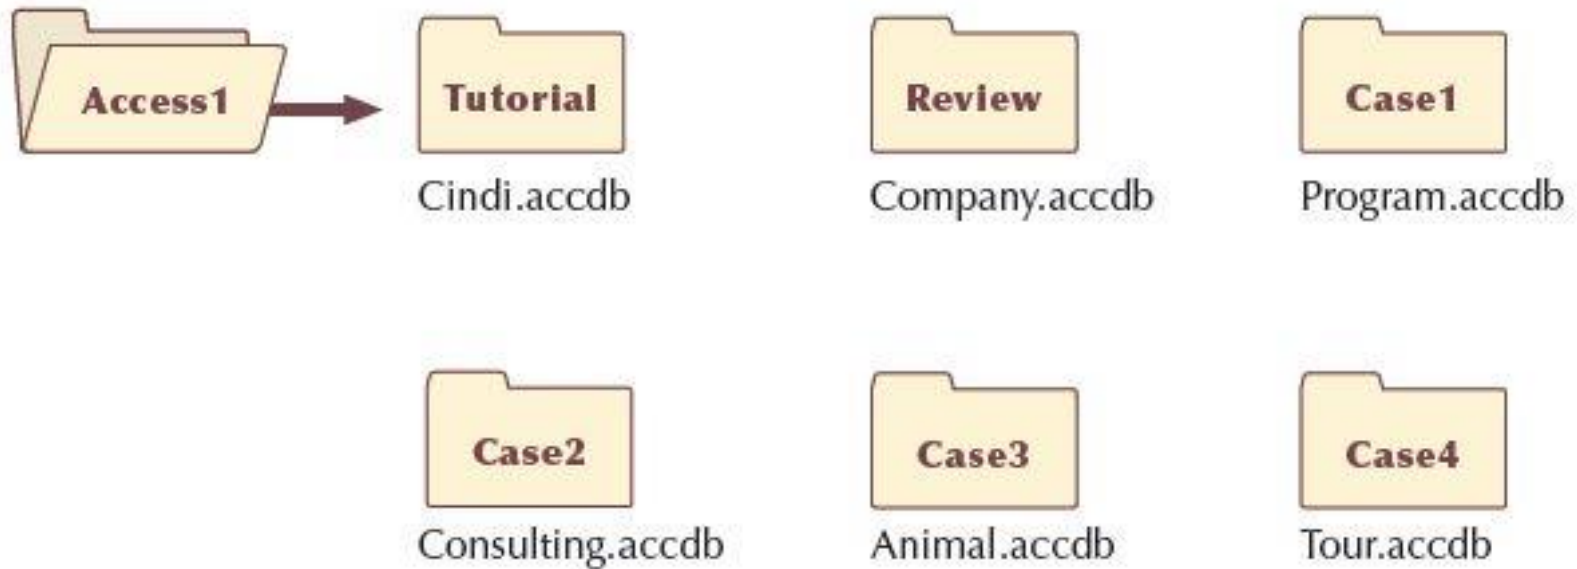 Access1
Tutorial
Review
Case1
Cindi.accdb
Company.accdb
Program.accdb
Case2
Case3
Case4
Consulting.accdb
Animal.accdb
Tour.accdb